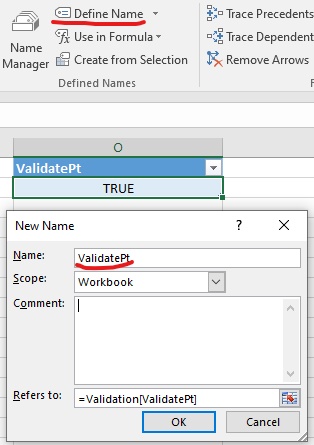 Define Name
Trace Precedents
Name
Manager
Use in Formula
Trace Dependents
Create from Selection
Remove Arrows
Defined Names
O
ValidatePt
TRUE
New Name
?
Name:
ValidatePt
Scope:
Workbook
Comment:
Refers to:
=Validation[ValidatePt]
OK
Cancel